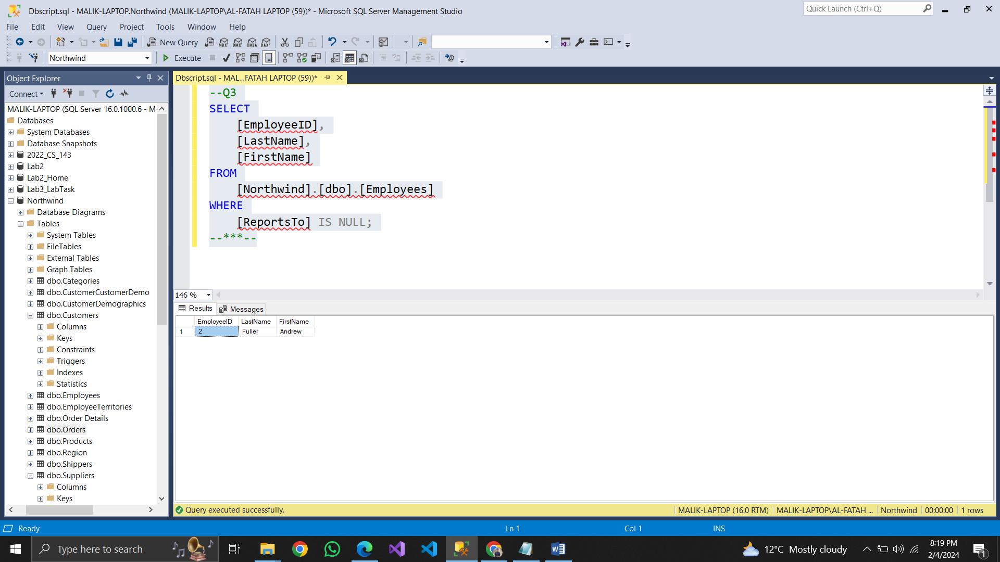 Dbscript.sql - MALIK-LAPTOP.Northwind (MALIK-LAPTOP\AL-FATAH LAPTOP (59))* - Microsoft SQL Server Management Studio
Quick Launch (Ctrl+Q)
File Edit View Query Project Tools Window Help
New Query
MDX DMX XMLA DAX
Northwind
Execute
Object Explorer
Connect
MALIK-LAPTOP (SQL Server 16.0.1000.6 - M
Databases
System Databases
Database Snapshots
2022_CS_143
Lab2
Lab2_Home
Lab3_LabTask
Northwind
Database Diagrams
Tables
System Tables
FileTables
External Tables
Graph Tables
dbo.Categories
dbo.CustomerCustomerDemo
dbo.CustomerDemographics
dbo.Customers
Columns
Keys
Constraints
Triggers
Indexes
Statistics
dbo.Employees
dbo.EmployeeTerritories
dbo.Order Details
dbo.Orders
dbo.Products
dbo.Region
dbo.Shippers
dbo.Suppliers
Columns
Keys
Dbscript.sql - MAL...FATAH LAPTOP (59))*
--Q3
SELECT
[EmployeeID],
[LastName],
[FirstName]
FROM
[Northwind].[dbo].[Employees]
WHERE
[ReportsTo] IS NULL;
--***--
146 %
Results Messages
EmployeeID LastName FirstName
1 2 Fuller Andrew
Query executed successfully.
MALIK-LAPTOP (16.0 RTM) MALIK-LAPTOP\AL-FATAH ... Northwind 00:00:00 1 rows
Ready Ln 1 Col 1 INS
Type here to search
12°C Mostly cloudy
8:19 PM
2/4/2024
1